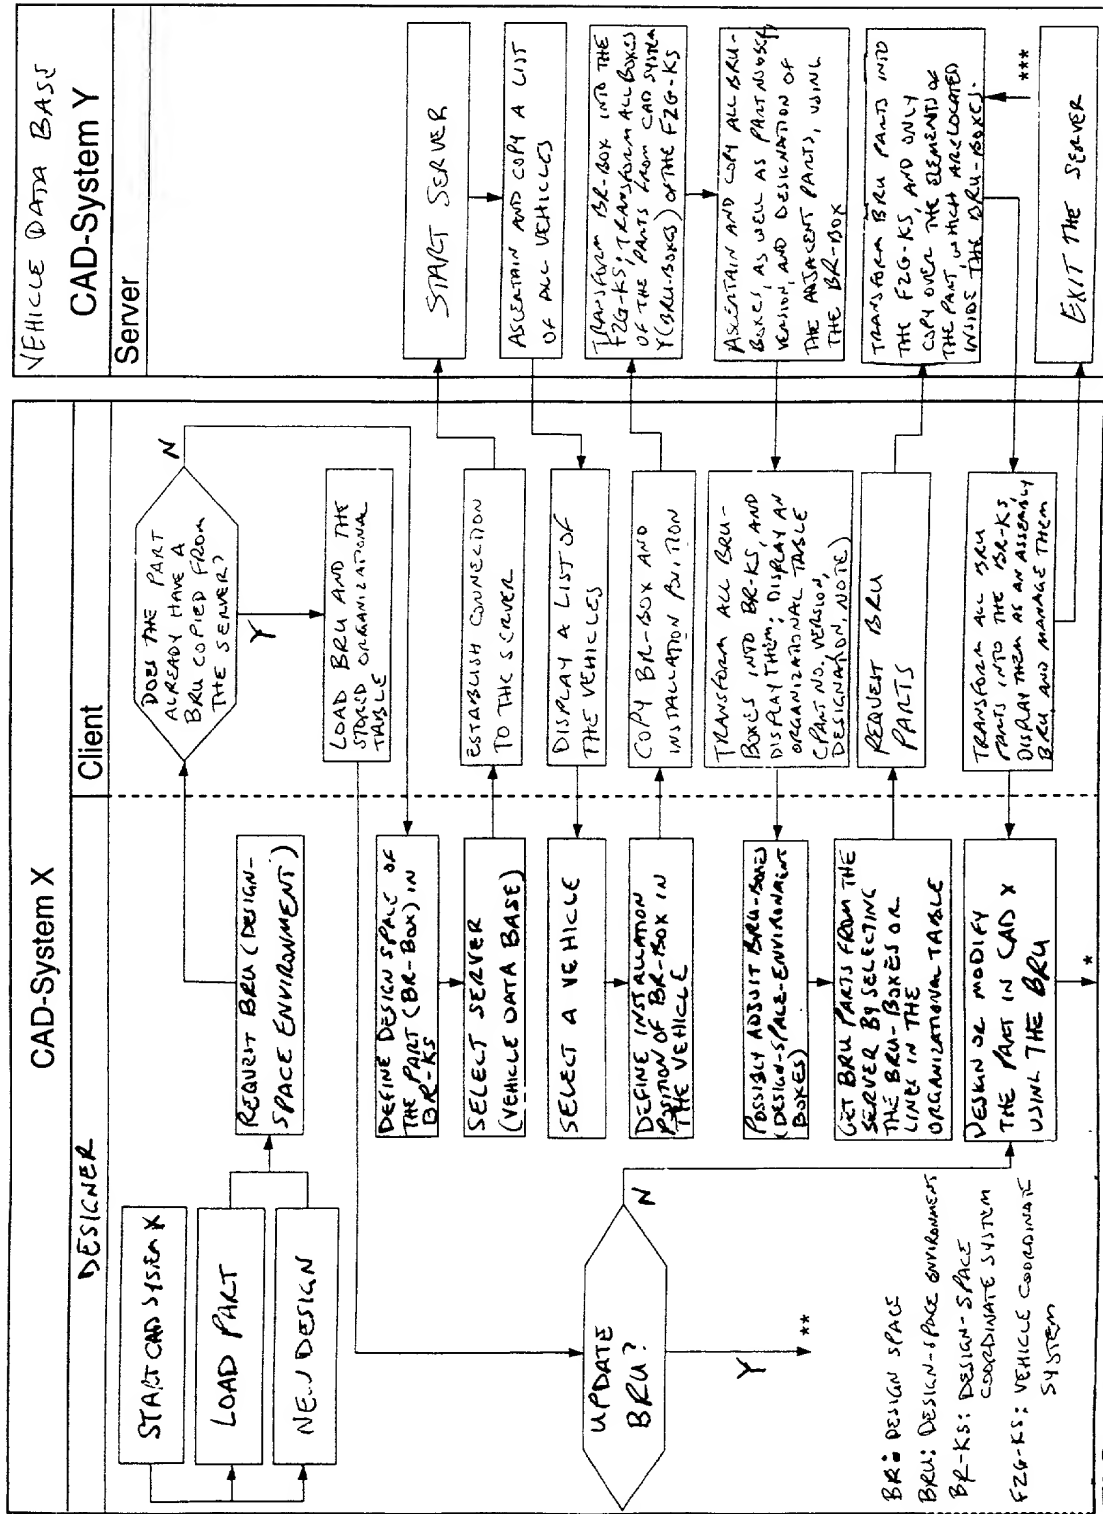 CAD-System X
DESIGNER
Client
START CAD SYSTEM X
LOAD PART
NEW DESIGN
REQUEST BRU (DESIGN-
SPACE ENVIRONMENT)
DOES THE PART
ALREADY HAVE A
BRU COPIED FROM
THE SERVER?
N
Y
LOAD BRU AND THE
STORED ORGANIZATIONAL
TABLE
DEFINE DESIGN SPACE OF
THE PART (BR-BOX) IN
BR-KS
SELECT SERVER
(VEHICLE DATA BASE)
ESTABLISH CONNECTION
TO THE SERVER
SELECT A VEHICLE
DISPLAY A LIST OF
THE VEHICLES
DEFINE INSTALLATION
POSITION OF BR-BOX IN
THE VEHICLE
COPY BR-BOX AND
INSTALLATION POSITION
UPDATE
BRU?
N
Y
**
POSSIBLY ADJUST BRU-BOXES
(DESIGN-SPACE-ENVIRONMENT
BOXES)
TRANSFORM ALL BRU-
BOXES INTO BR-KS, AND
DISPLAY THEM; DISPLAY AN
ORGANIZATIONAL TABLE
(PART NO. VERSION,
DESIGNATION, NOTE)
GET BRU PARTS FROM THE
SERVER BY SELECTING
THE BRU-BOXES OR
LINES IN THE
ORGANIZATIONAL TABLE
REQUEST BRU
PARTS
DESIGN OR MODIFY
THE PART IN CAD X
USING THE BRU
*
TRANSFORM ALL BRU
PARTS INTO THE BR-KS,
DISPLAY THEM AS AN ASSEMBLY
BRU, AND MANAGE THEM
BR: DESIGN SPACE
BRU: DESIGN-SPACE ENVIRONMENT
BR-KS: DESIGN-SPACE
COORDINATE SYSTEM
FZG-KS: VEHICLE COORDINATE
SYSTEM
VEHICLE DATA BASE
CAD-System Y
Server
START SERVER
ASCERTAIN AND COPY A LIST
OF ALL VEHICLES
TRANSFORM BR-BOX INTO THE
FZG-KS; TRANSFORM ALL BOXES
OF THE PARTS FROM CAD SYSTEM
Y (BRU-BOXES) OF THE FZG-KS
ASCERTAIN AND COPY ALL BRU-
BOXES, AS WELL AS PART NUMBER,
VERSION, AND DESIGNATION OF
THE ADJACENT PARTS, USING
THE BR-BOX
TRANSFORM BRU PARTS INTO
THE FZG-KS, AND ONLY
COPY OVER THE ELEMENTS OF
THE PART, WHICH ARE LOCATED
INSIDE THE BRU-BOXES.
***
EXIT THE SERVER